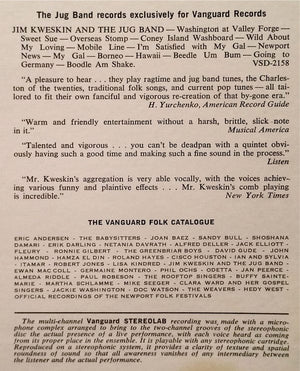 The Jug Band records exclusively for Vanguard Records
JIM KWESKIN AND THE JUG BAND — Washington at Valley Forge —
Sweet Sue — Overseas Stomp — Coney Island Washboard — Wild About
My Loving — Mobile Line — I'm Satisfied with My Gal — Newport
News — My Gal — Borneo — Hawaii — Beedle Um Bum — Going to
Germany — Boodle Am Shake. VSD-2158
"A pleasure to hear . . . they play ragtime and jug band tunes, the Charles-
ton of the twenties, traditional folk songs, and current pop tunes — all tai-
lored to fit their own fanciful and vigorous re-creation of that by-gone era."
H. Yurchenko, American Record Guide
"Warm and friendly entertainment without a harsh, brittle, slick note
in it." Musical America
"Talented and vigorous . . . you can't be deadpan with a quintet obvi-
ously having such a good time and making such a fine sound of it."
Listen
"Mr. Kweskin's aggregation is very able vocally, with the voices achiev-
ing various funny and plaintive effects . . . Mr. Kweskin's comb playing
is incredible." New York Times
THE VANGUARD FOLK CATALOGUE
ERIC ANDERSEN - THE BABYSITTERS - JOAN BAEZ - SANDY BULL - SHOSHANA
DAMARI - ERIK DARLING - NETANIA DAVRATH - ALFRED DELLER - JACK ELLIOTT -
FLEURY - RONNIE GILBERT - THE GREENBRIAR BOYS - DAVID GUDE - JOHN
HAMMOND - HAMZA EL DIN - ROLAND HAYES - CISCO HOUSTON - IAN AND SYLVIA
- ITAMAR - ROBERT JONES - LISA KINDRED - JIM KWESKIN AND THE JUG BAND -
EWAN MAC COLL - GERMAINE MONTERO - PHIL OCHS - ODETTA - JAN PEERCE -
ALMEDA RIDDLE - PAUL ROBESON - THE ROOFTOP SINGERS - BUFFY SAINTE-
MARIE - MARTHA SCHLAMME - MIKE SEEGER - CLARA WARD AND HER GOSPEL
SINGERS - JACKIE WASHINGTON - DOC WATSON - THE WEAVERS - HEDY WEST -
OFFICIAL RECORDINGS OF THE NEWPORT FOLK FESTIVALS
The multi-channel Vanguard STEREOLAB recording was made with a micro-
phone complex arranged to bring to the two-channel grooves of the stereophonic
disc the actual presence of a live performance, with each voice heard as coming
from its proper place in the ensemble. It is playable with any stereophonic cartridge.
Reproduced on a stereophonic system, it provides a clarity of texture and spatial
roundness of sound so that all awareness vanishes of any intermediary between
the listener and the actual performance.